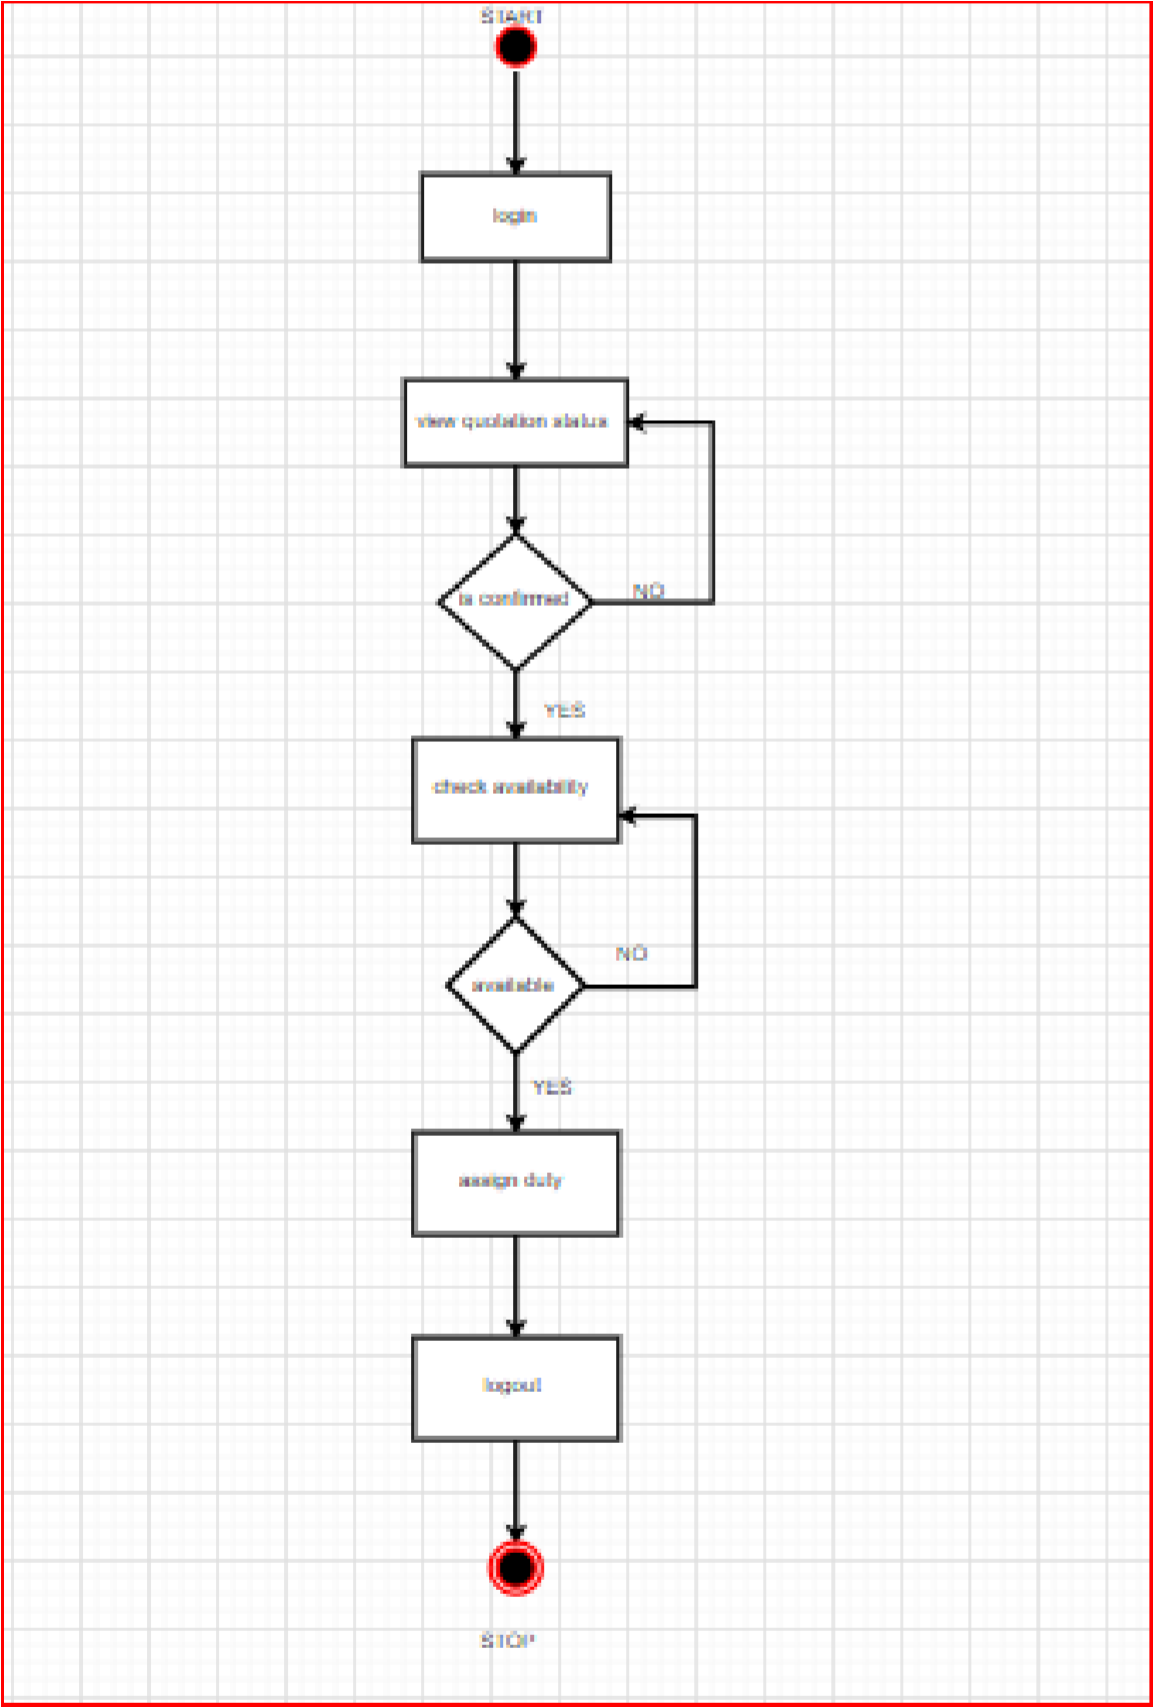 START
login
view quotation status
is confirmed
NO
YES
check availability
NO
available
YES
assign duty
logout
STOP